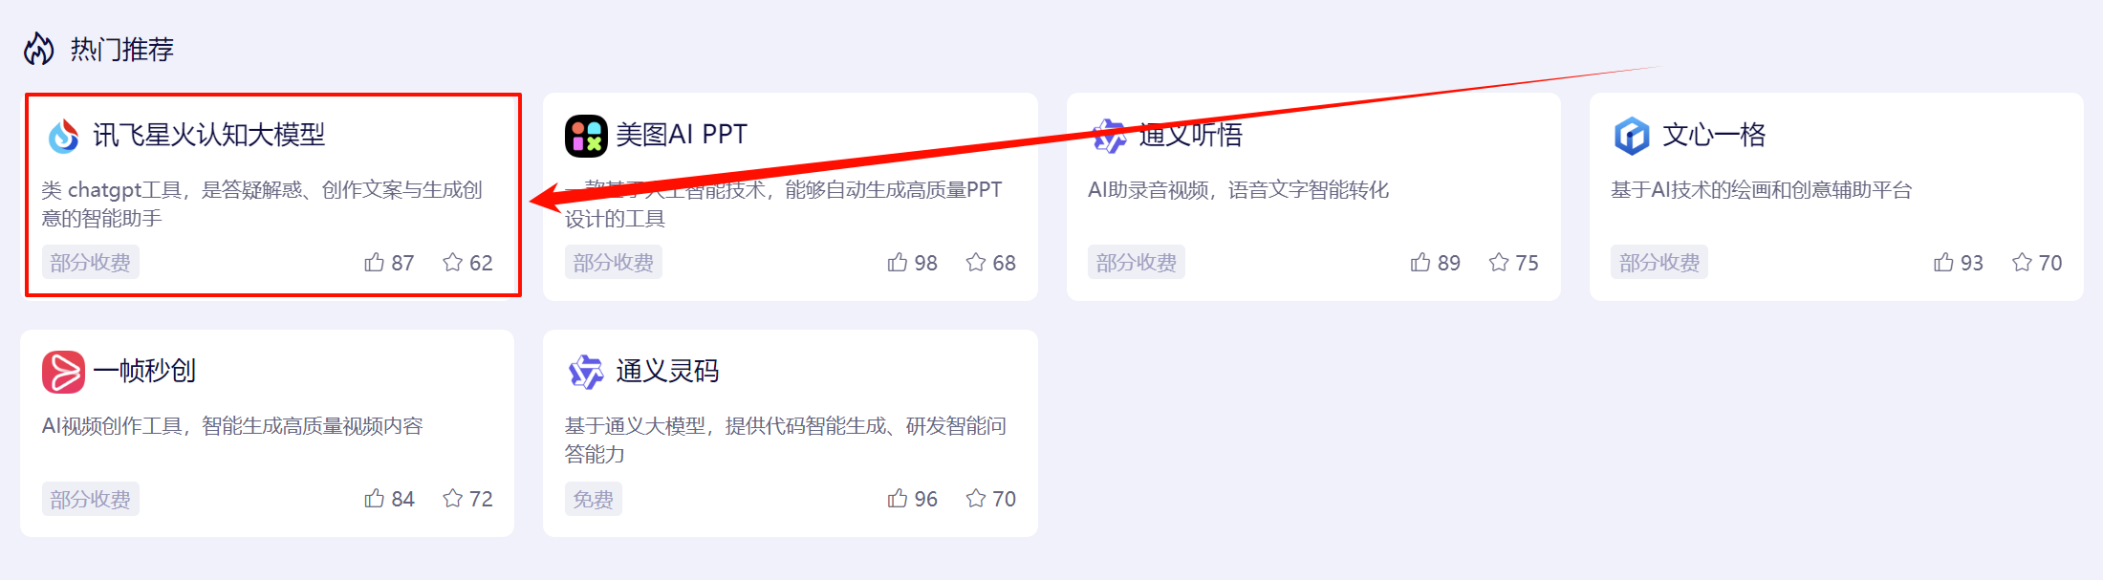 热门推荐
讯飞星火认知大模型
类 chatgpt工具，是答疑解惑、创作文案与生成创
意的智能助手
部分收费
87
62
美图AI PPT
一款基于人工智能技术，能够自动生成高质量PPT
设计的工具
部分收费
98
68
通义听悟
AI助录音视频，语音文字智能转化
部分收费
89
75
文心一格
基于AI技术的绘画和创意辅助平台
部分收费
93
70
一帧秒创
AI视频创作工具，智能生成高质量视频内容
部分收费
84
72
通义灵码
基于通义大模型，提供代码智能生成、研发智能问
答能力
免费
96
70